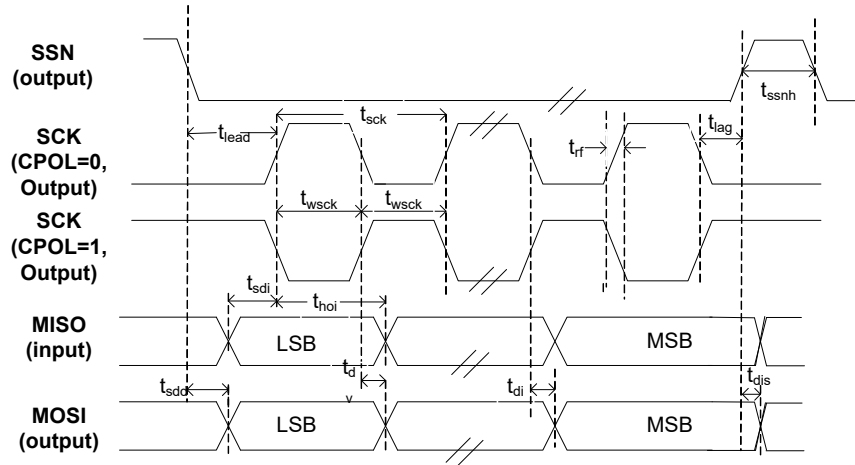 SSN
(output)
t_ssnh
SCK
(CPOL=0,
Output)
t_lead
t_sck
t_rf
t_lag
SCK
(CPOL=1,
Output)
t_wsck
t_wsck
t_sdi
t_hoi
MISO
(input)
LSB
MSB
t_sdd
t_d
v
t_di
t_dis
MOSI
(output)
LSB
MSB